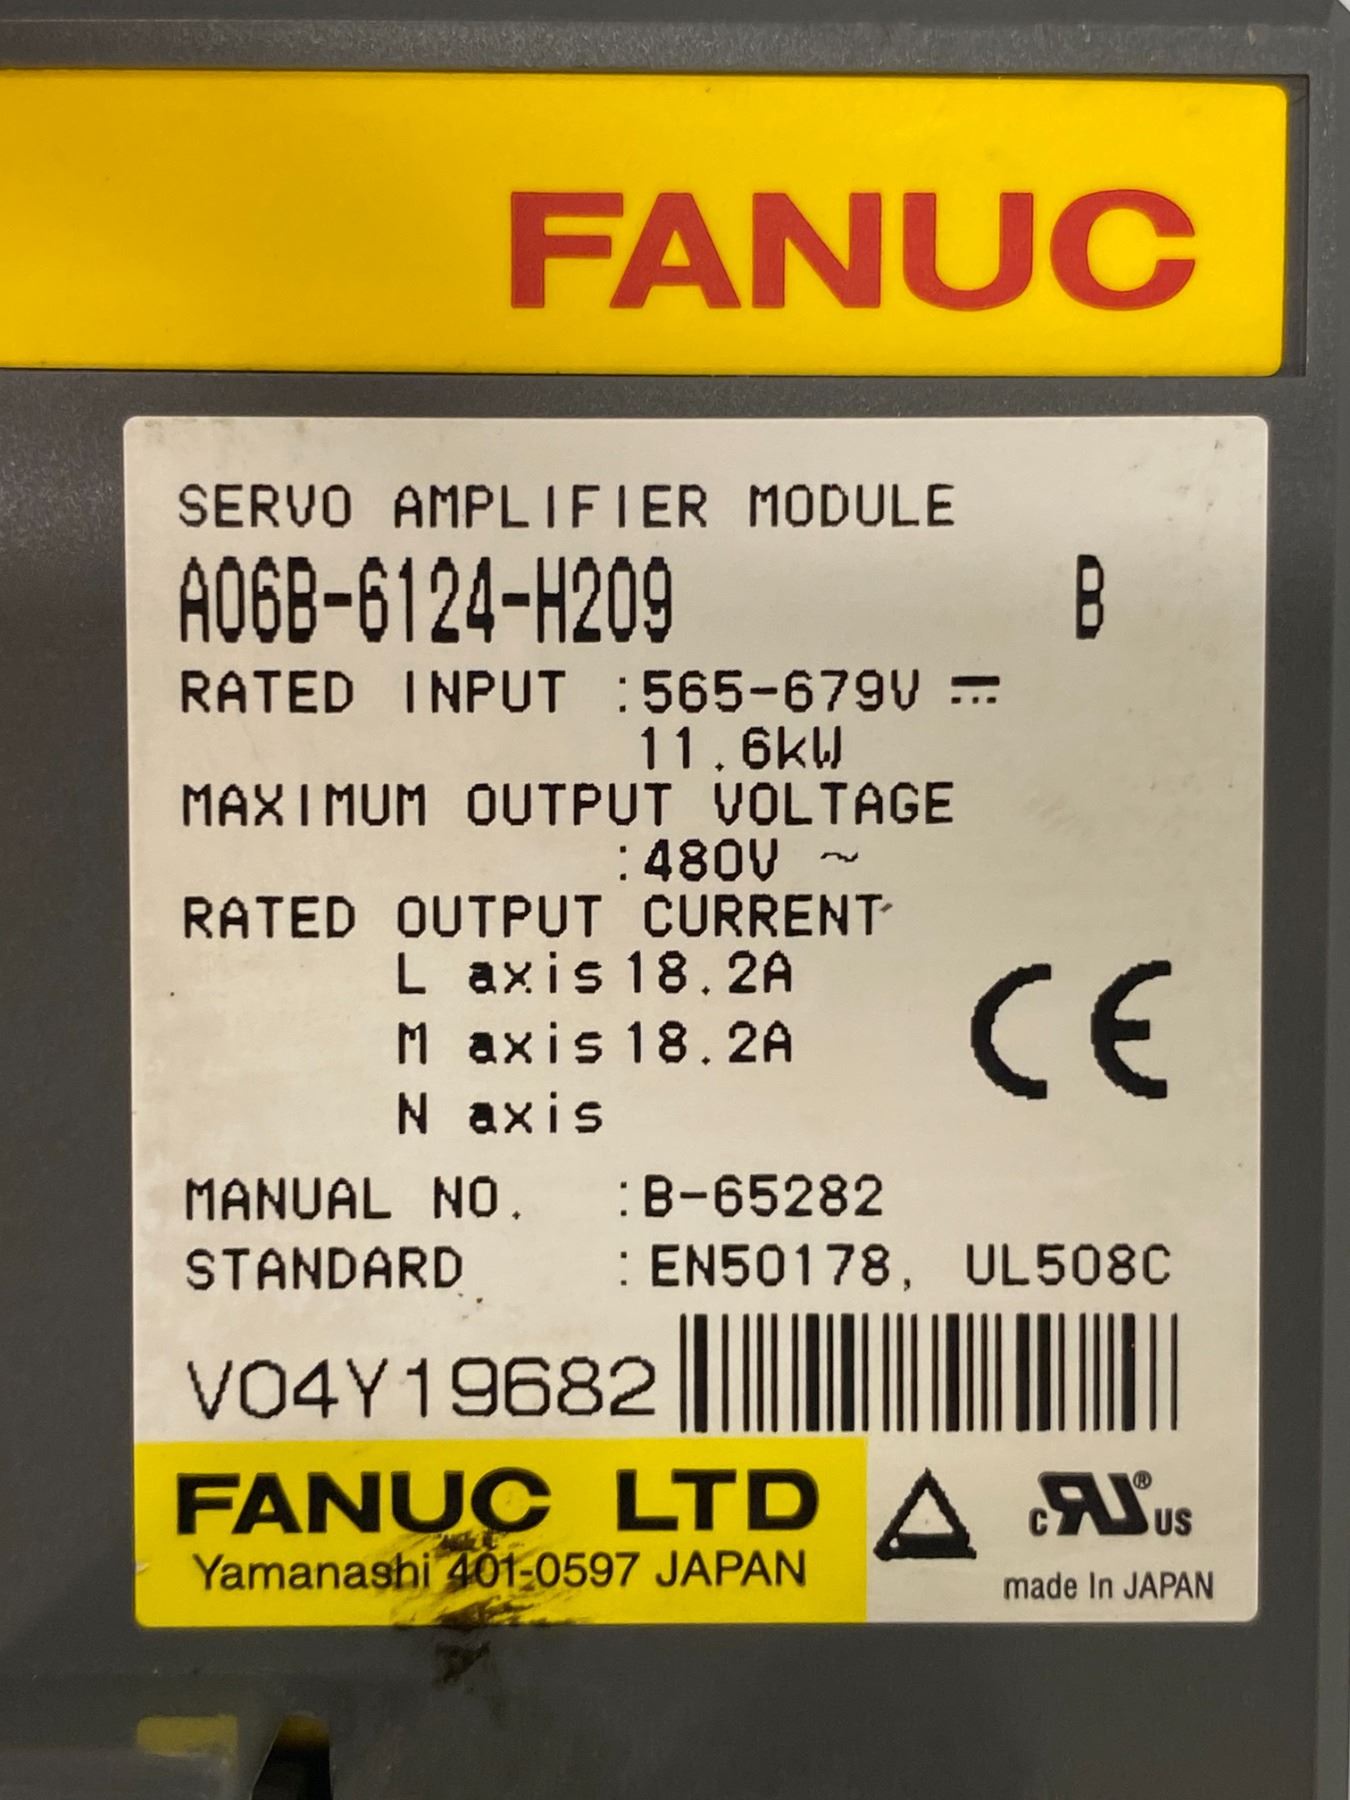 FANUC
SERVO AMPLIFIER MODULE
A06B-6124-H209 B
RATED INPUT :565-679V ⎓
11.6kW
MAXIMUM OUTPUT VOLTAGE
:480V ~
RATED OUTPUT CURRENT
L axis 18.2A
M axis 18.2A
N axis
CE
MANUAL NO. :B-65282
STANDARD :EN50178, UL508C
V04Y19682
FANUC LTD
Yamanashi 401-0597 JAPAN
c RU ® US
made In JAPAN